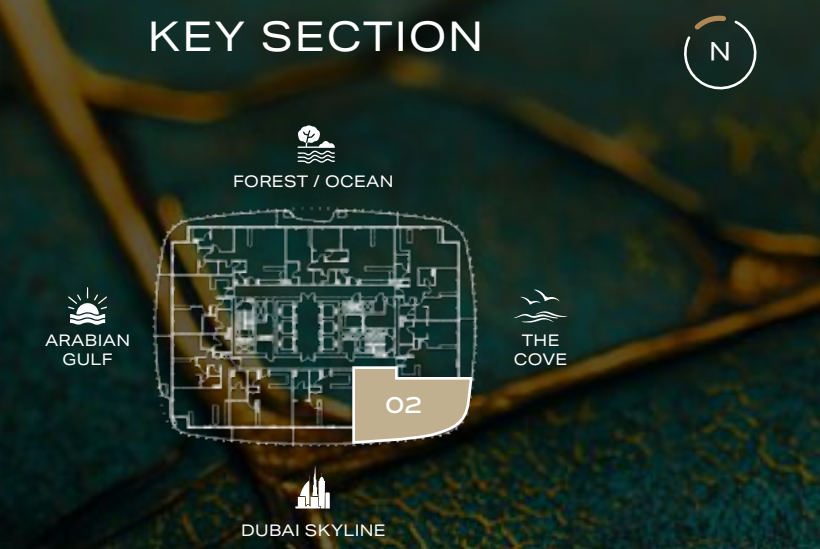 KEY SECTION
N
FOREST / OCEAN
ARABIAN
GULF
THE
COVE
02
DUBAI SKYLINE